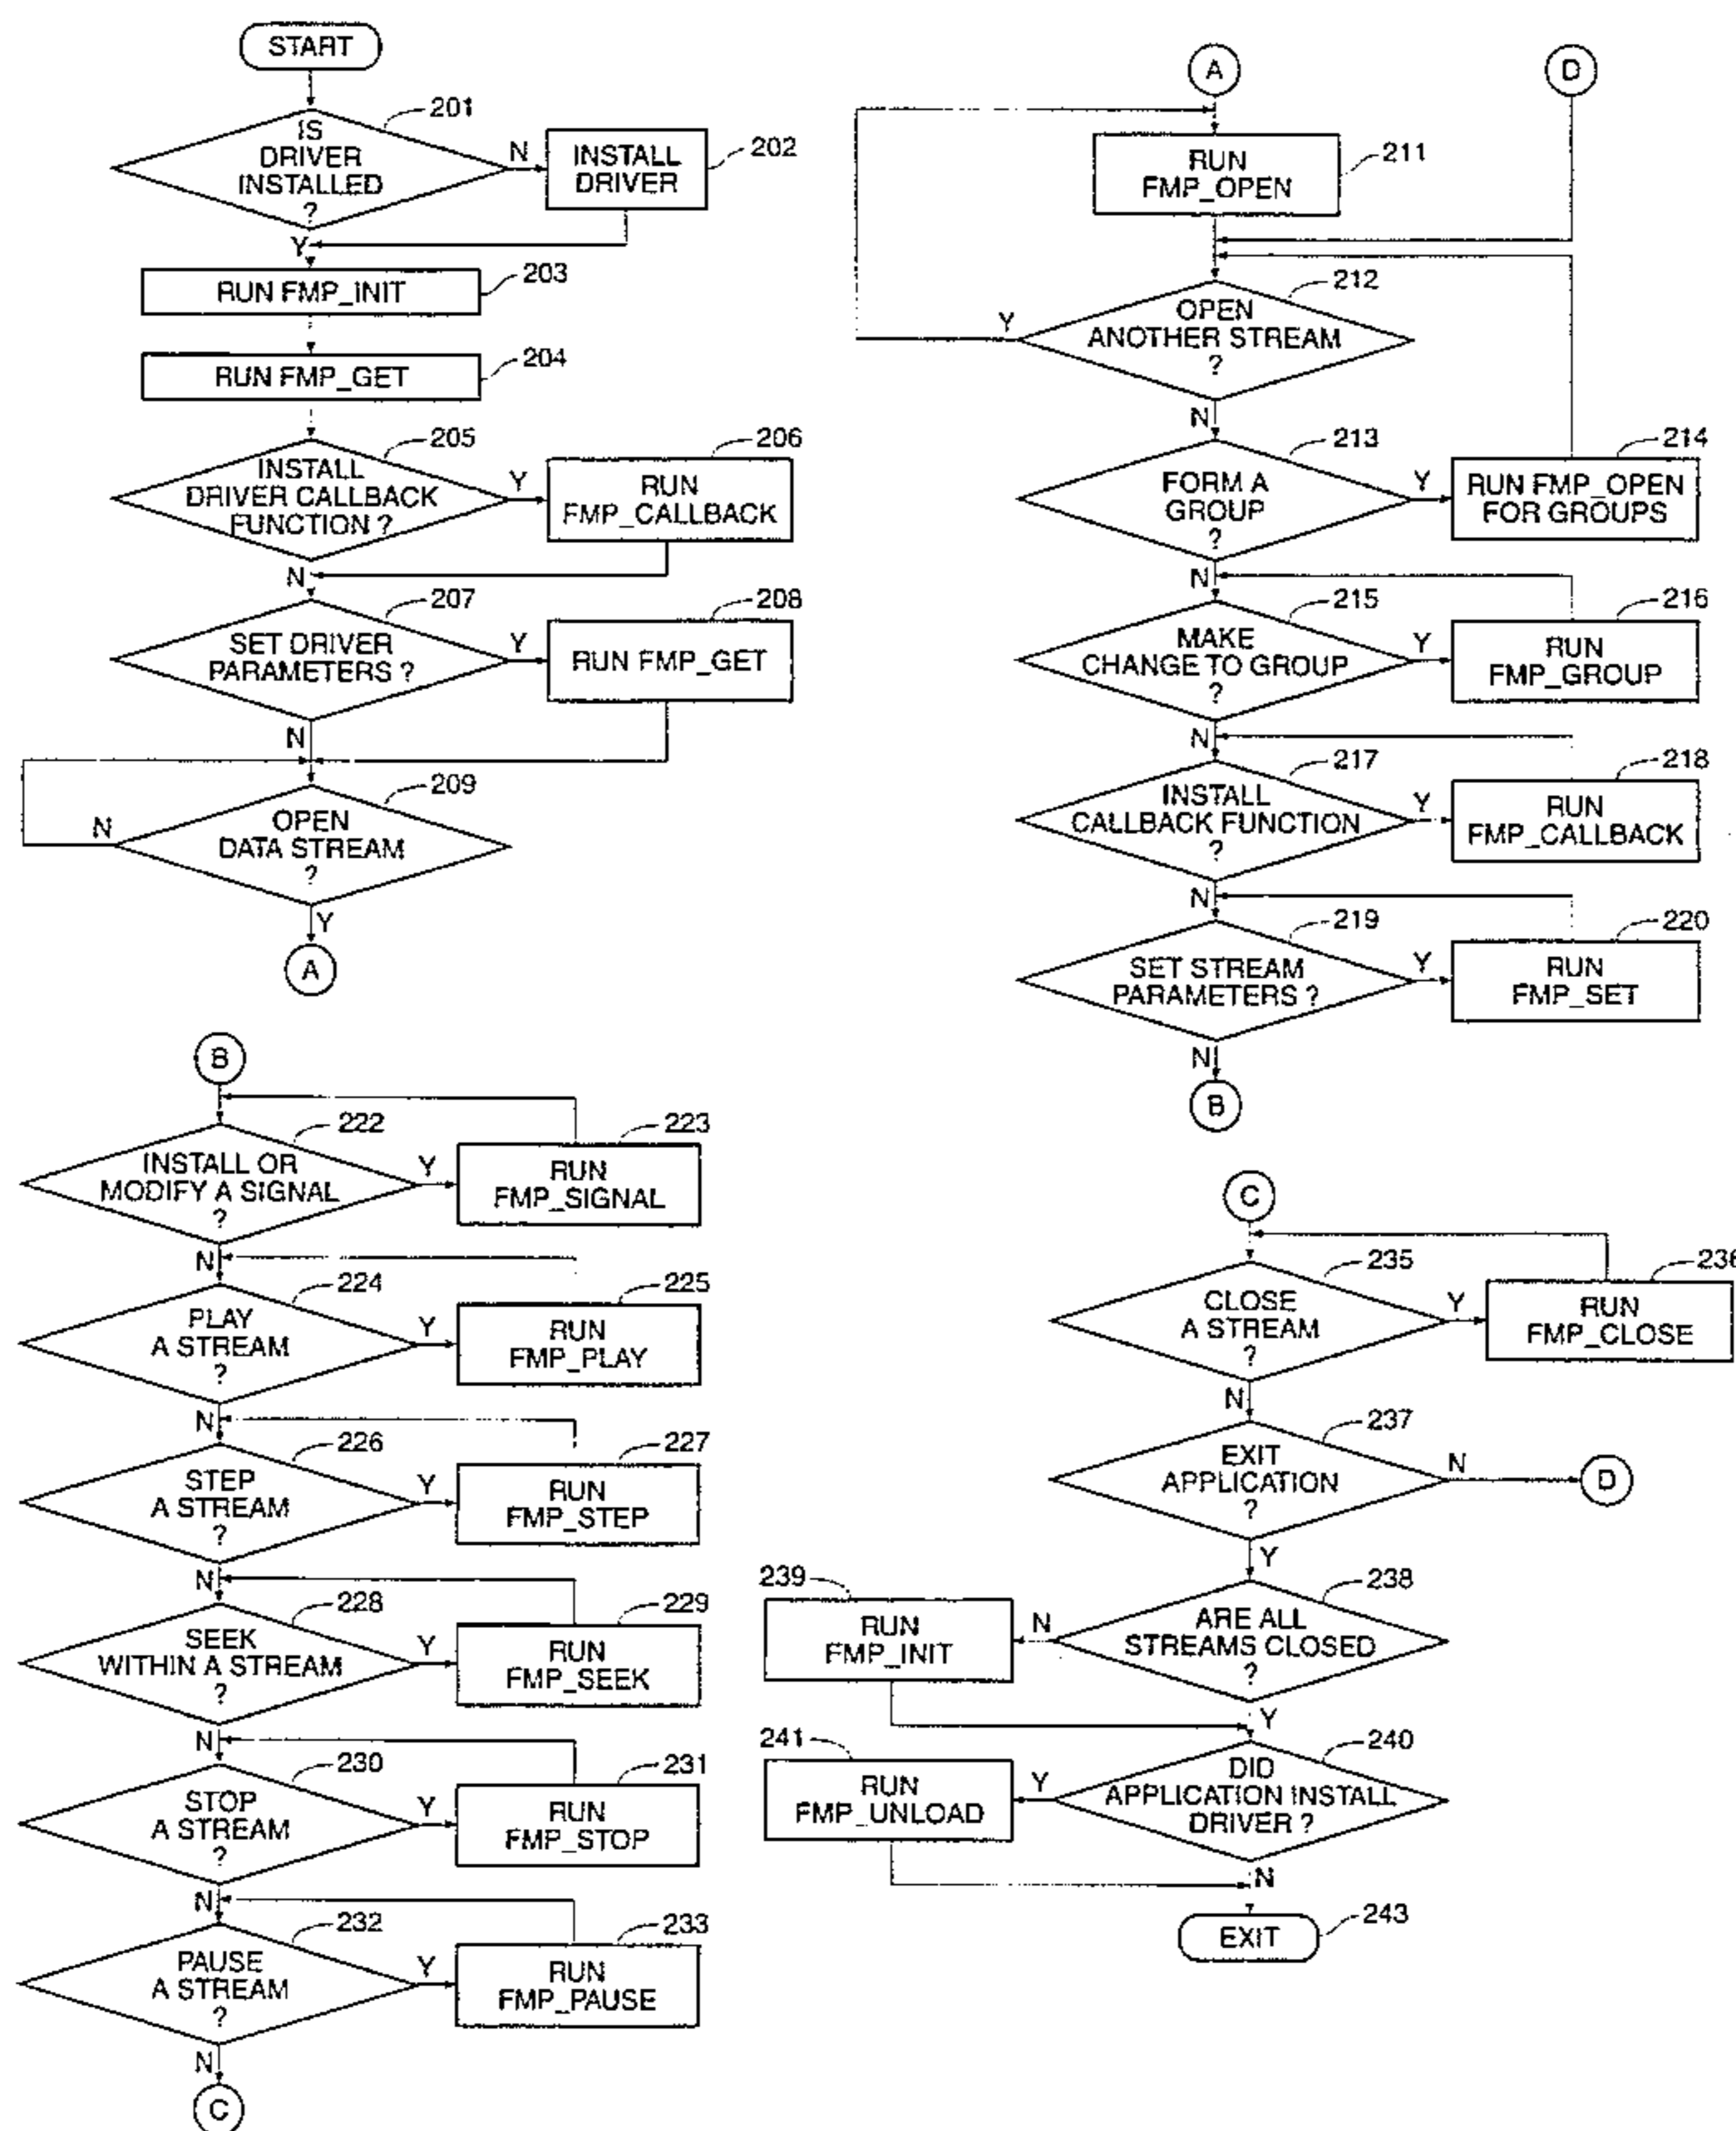 START
201
IS
DRIVER
INSTALLED
?
N
INSTALL
DRIVER
202
Y
RUN FMP_INIT
203
RUN FMP_GET
204
205
INSTALL
DRIVER CALLBACK
FUNCTION ?
Y
206
RUN
FMP_CALLBACK
N
207
SET DRIVER
PARAMETERS ?
Y
208
RUN FMP_GET
N
209
OPEN
DATA STREAM
?
N
Y
A
A
D
RUN
FMP_OPEN
211
212
OPEN
ANOTHER STREAM
?
Y
N
213
FORM A
GROUP
?
Y
214
RUN FMP_OPEN
FOR GROUPS
N
215
MAKE
CHANGE TO GROUP
?
Y
216
RUN
FMP_GROUP
N
217
INSTALL
CALLBACK FUNCTION
?
Y
218
RUN
FMP_CALLBACK
N
219
SET STREAM
PARAMETERS ?
Y
220
RUN
FMP_SET
N
B
B
222
INSTALL OR
MODIFY A SIGNAL
?
Y
223
RUN
FMP_SIGNAL
N
224
PLAY
A STREAM
?
Y
225
RUN
FMP_PLAY
N
226
STEP
A STREAM
?
Y
227
RUN
FMP_STEP
N
228
SEEK
WITHIN A STREAM
?
Y
229
RUN
FMP_SEEK
N
230
STOP
A STREAM
?
Y
231
RUN
FMP_STOP
N
232
PAUSE
A STREAM
?
Y
233
RUN
FMP_PAUSE
N
C
C
235
CLOSE
A STREAM
?
Y
236
RUN
FMP_CLOSE
N
237
EXIT
APPLICATION
?
N
D
Y
238
ARE ALL
STREAMS CLOSED
?
N
239
RUN
FMP_INIT
Y
240
DID
APPLICATION INSTALL
DRIVER ?
Y
241
RUN
FMP_UNLOAD
N
EXIT
243